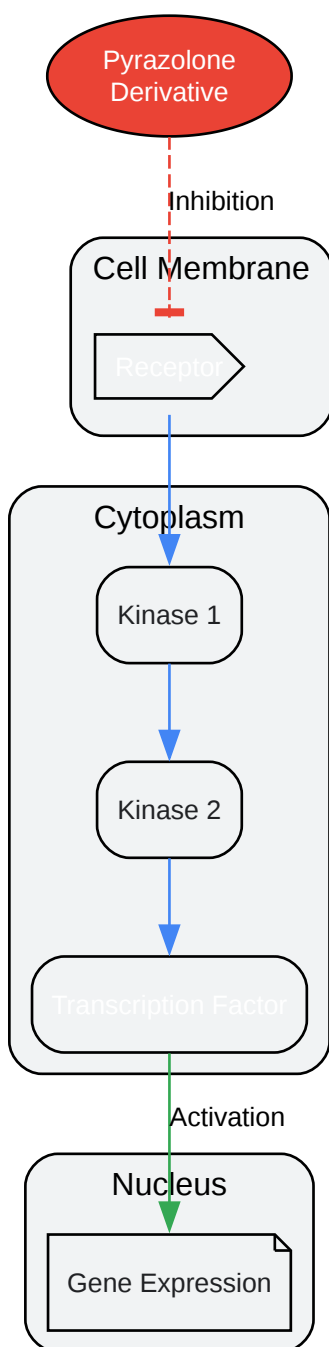 Pyrazolone
Derivative
Inhibition
Cell Membrane
Receptor
Cytoplasm
Kinase 1
Kinase 2
Transcription Factor
Activation
Nucleus
Gene Expression